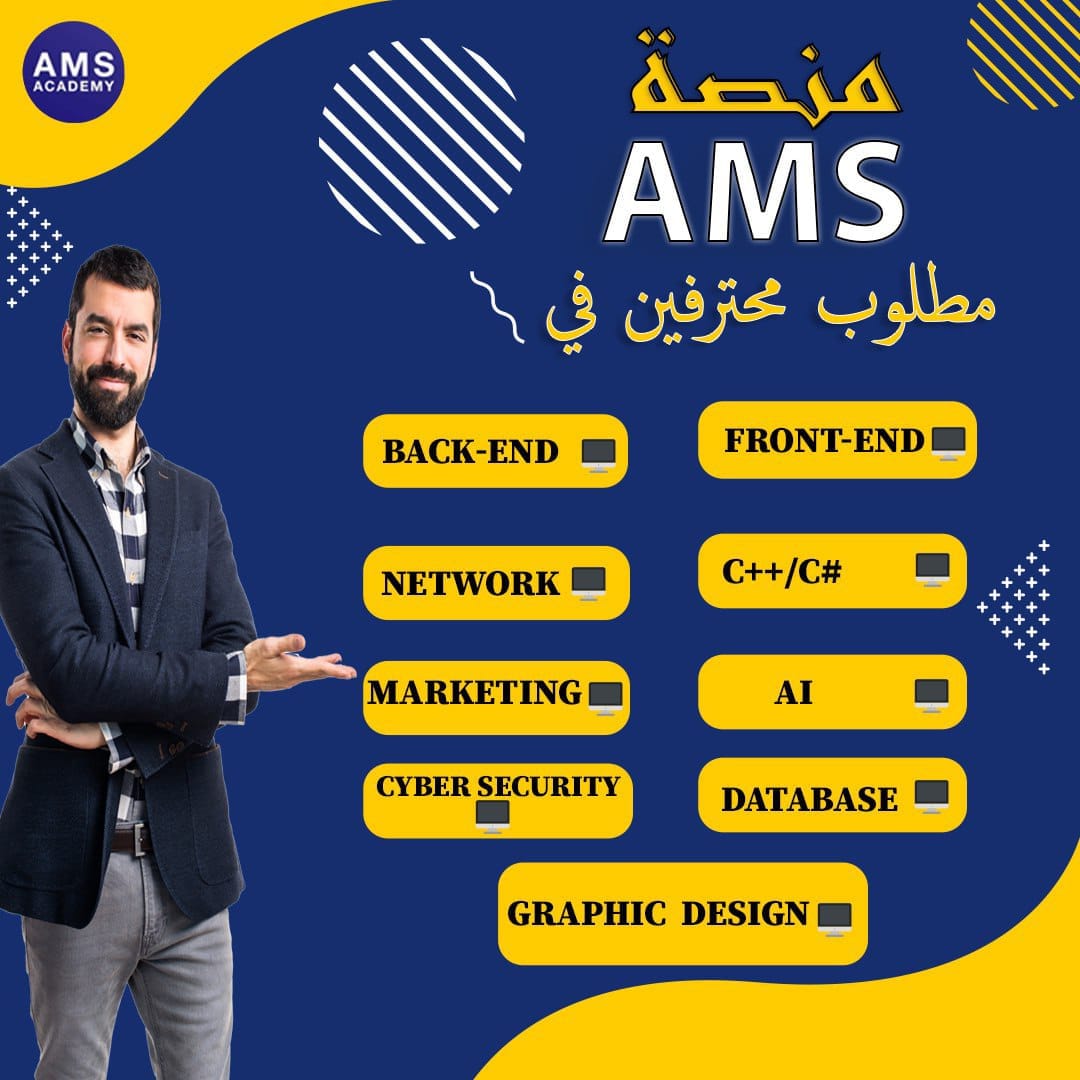 AMS
ACADEMY
منصة
AMS
مطلوب محترفين في
BACK-END
FRONT-END
NETWORK
C++/C#
MARKETING
AI
CYBER SECURITY
DATABASE
GRAPHIC DESIGN